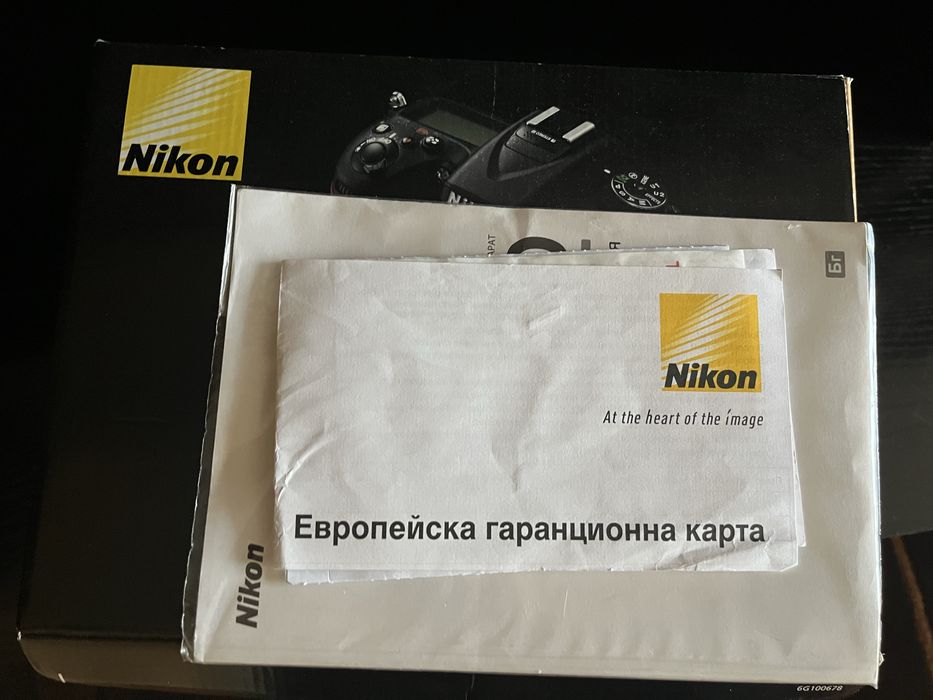 Nikon
Бг
Nikon
At the heart of the image
Европейска гаранционна карта
Nikon
6G100678